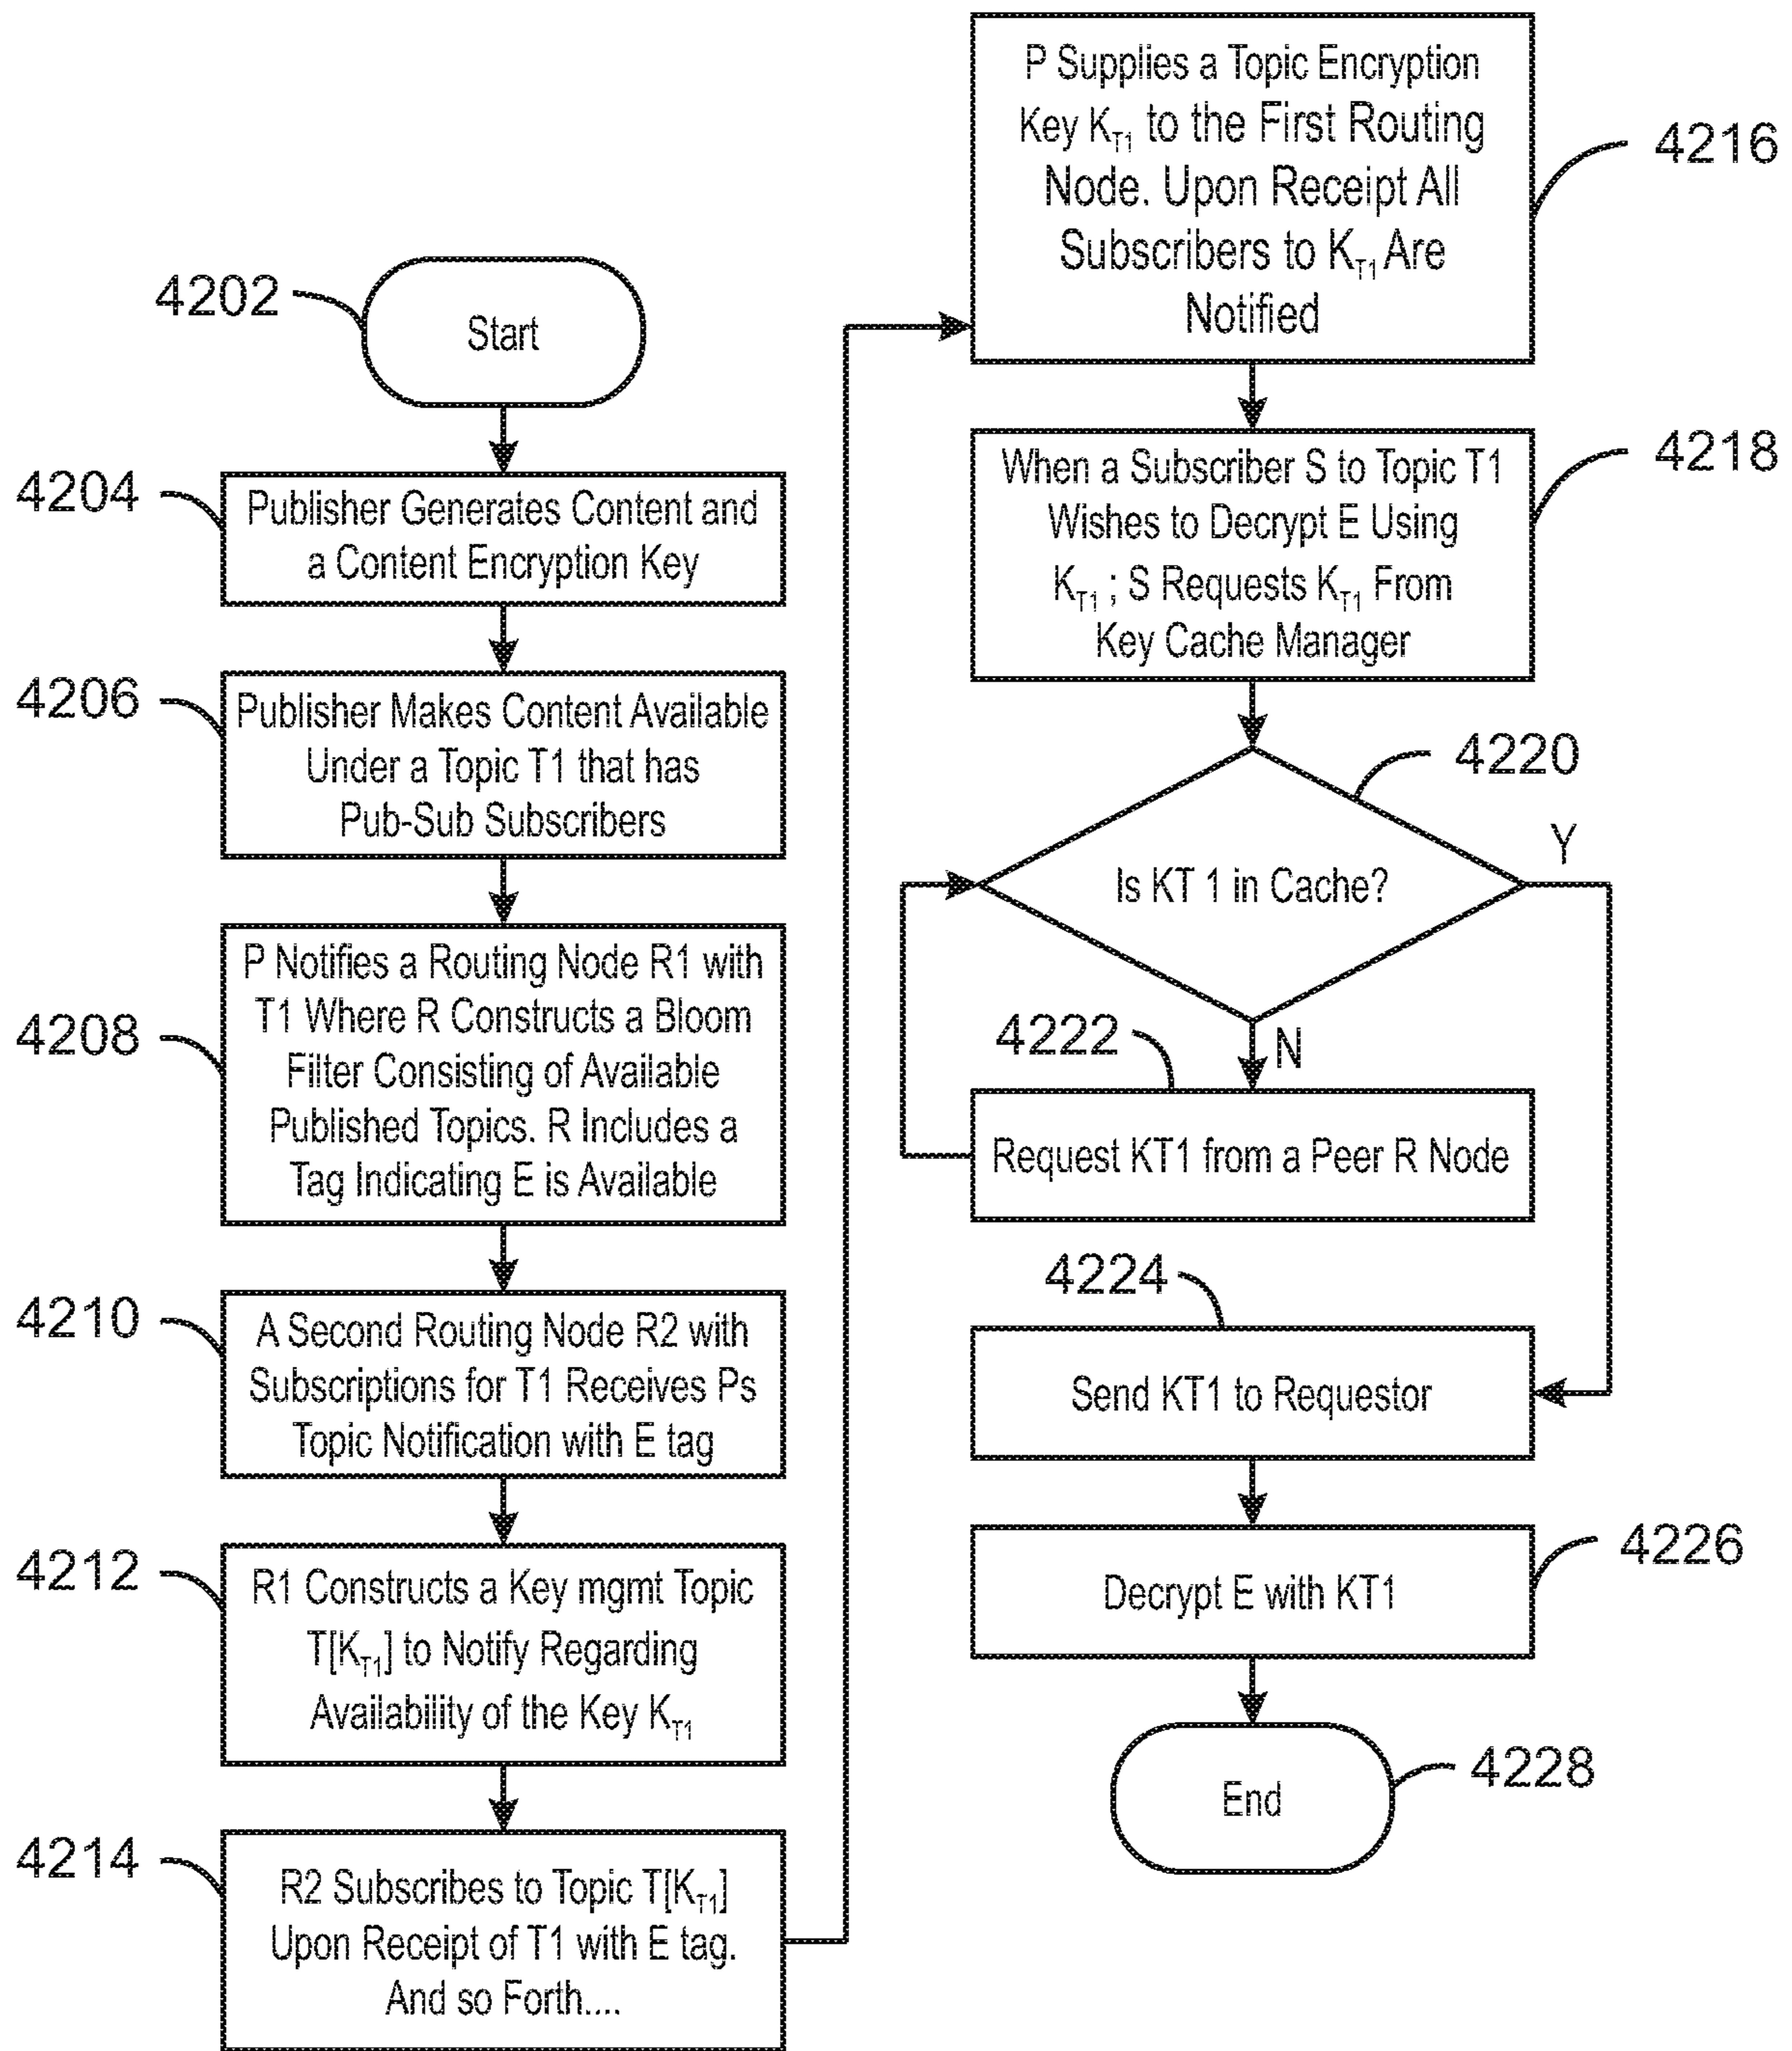 4202
Start
4204
Publisher Generates Content and
a Content Encryption Key
4206
Publisher Makes Content Available
Under a Topic T1 that has
Pub-Sub Subscribers
4208
P Notifies a Routing Node R1 with
T1 Where R Constructs a Bloom
Filter Consisting of Available
Published Topics. R Includes a
Tag Indicating E is Available
4210
A Second Routing Node R2 with
Subscriptions for T1 Receives Ps
Topic Notification with E tag
4212
R1 Constructs a Key mgmt Topic
T[K_T1] to Notify Regarding
Availability of the Key K_T1
4214
R2 Subscribes to Topic T[K_T1]
Upon Receipt of T1 with E tag.
And so Forth....
P Supplies a Topic Encryption
Key K_T1 to the First Routing
Node. Upon Receipt All
Subscribers to K_T1 Are
Notified
4216
When a Subscriber S to Topic T1
Wishes to Decrypt E Using
K_T1 ; S Requests K_T1 From
Key Cache Manager
4218
4220
Is KT 1 in Cache?
Y
N
4222
Request KT1 from a Peer R Node
4224
Send KT1 to Requestor
4226
Decrypt E with KT1
End
4228